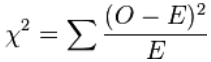 χ² = ∑ (O − E)² / E